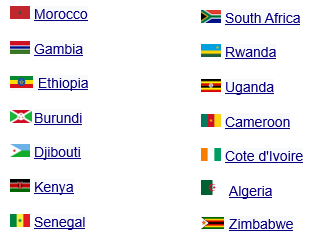 Morocco
Gambia
Ethiopia
Burundi
Djibouti
Kenya
Senegal
South Africa
Rwanda
Uganda
Cameroon
Cote d'Ivoire
Algeria
Zimbabwe